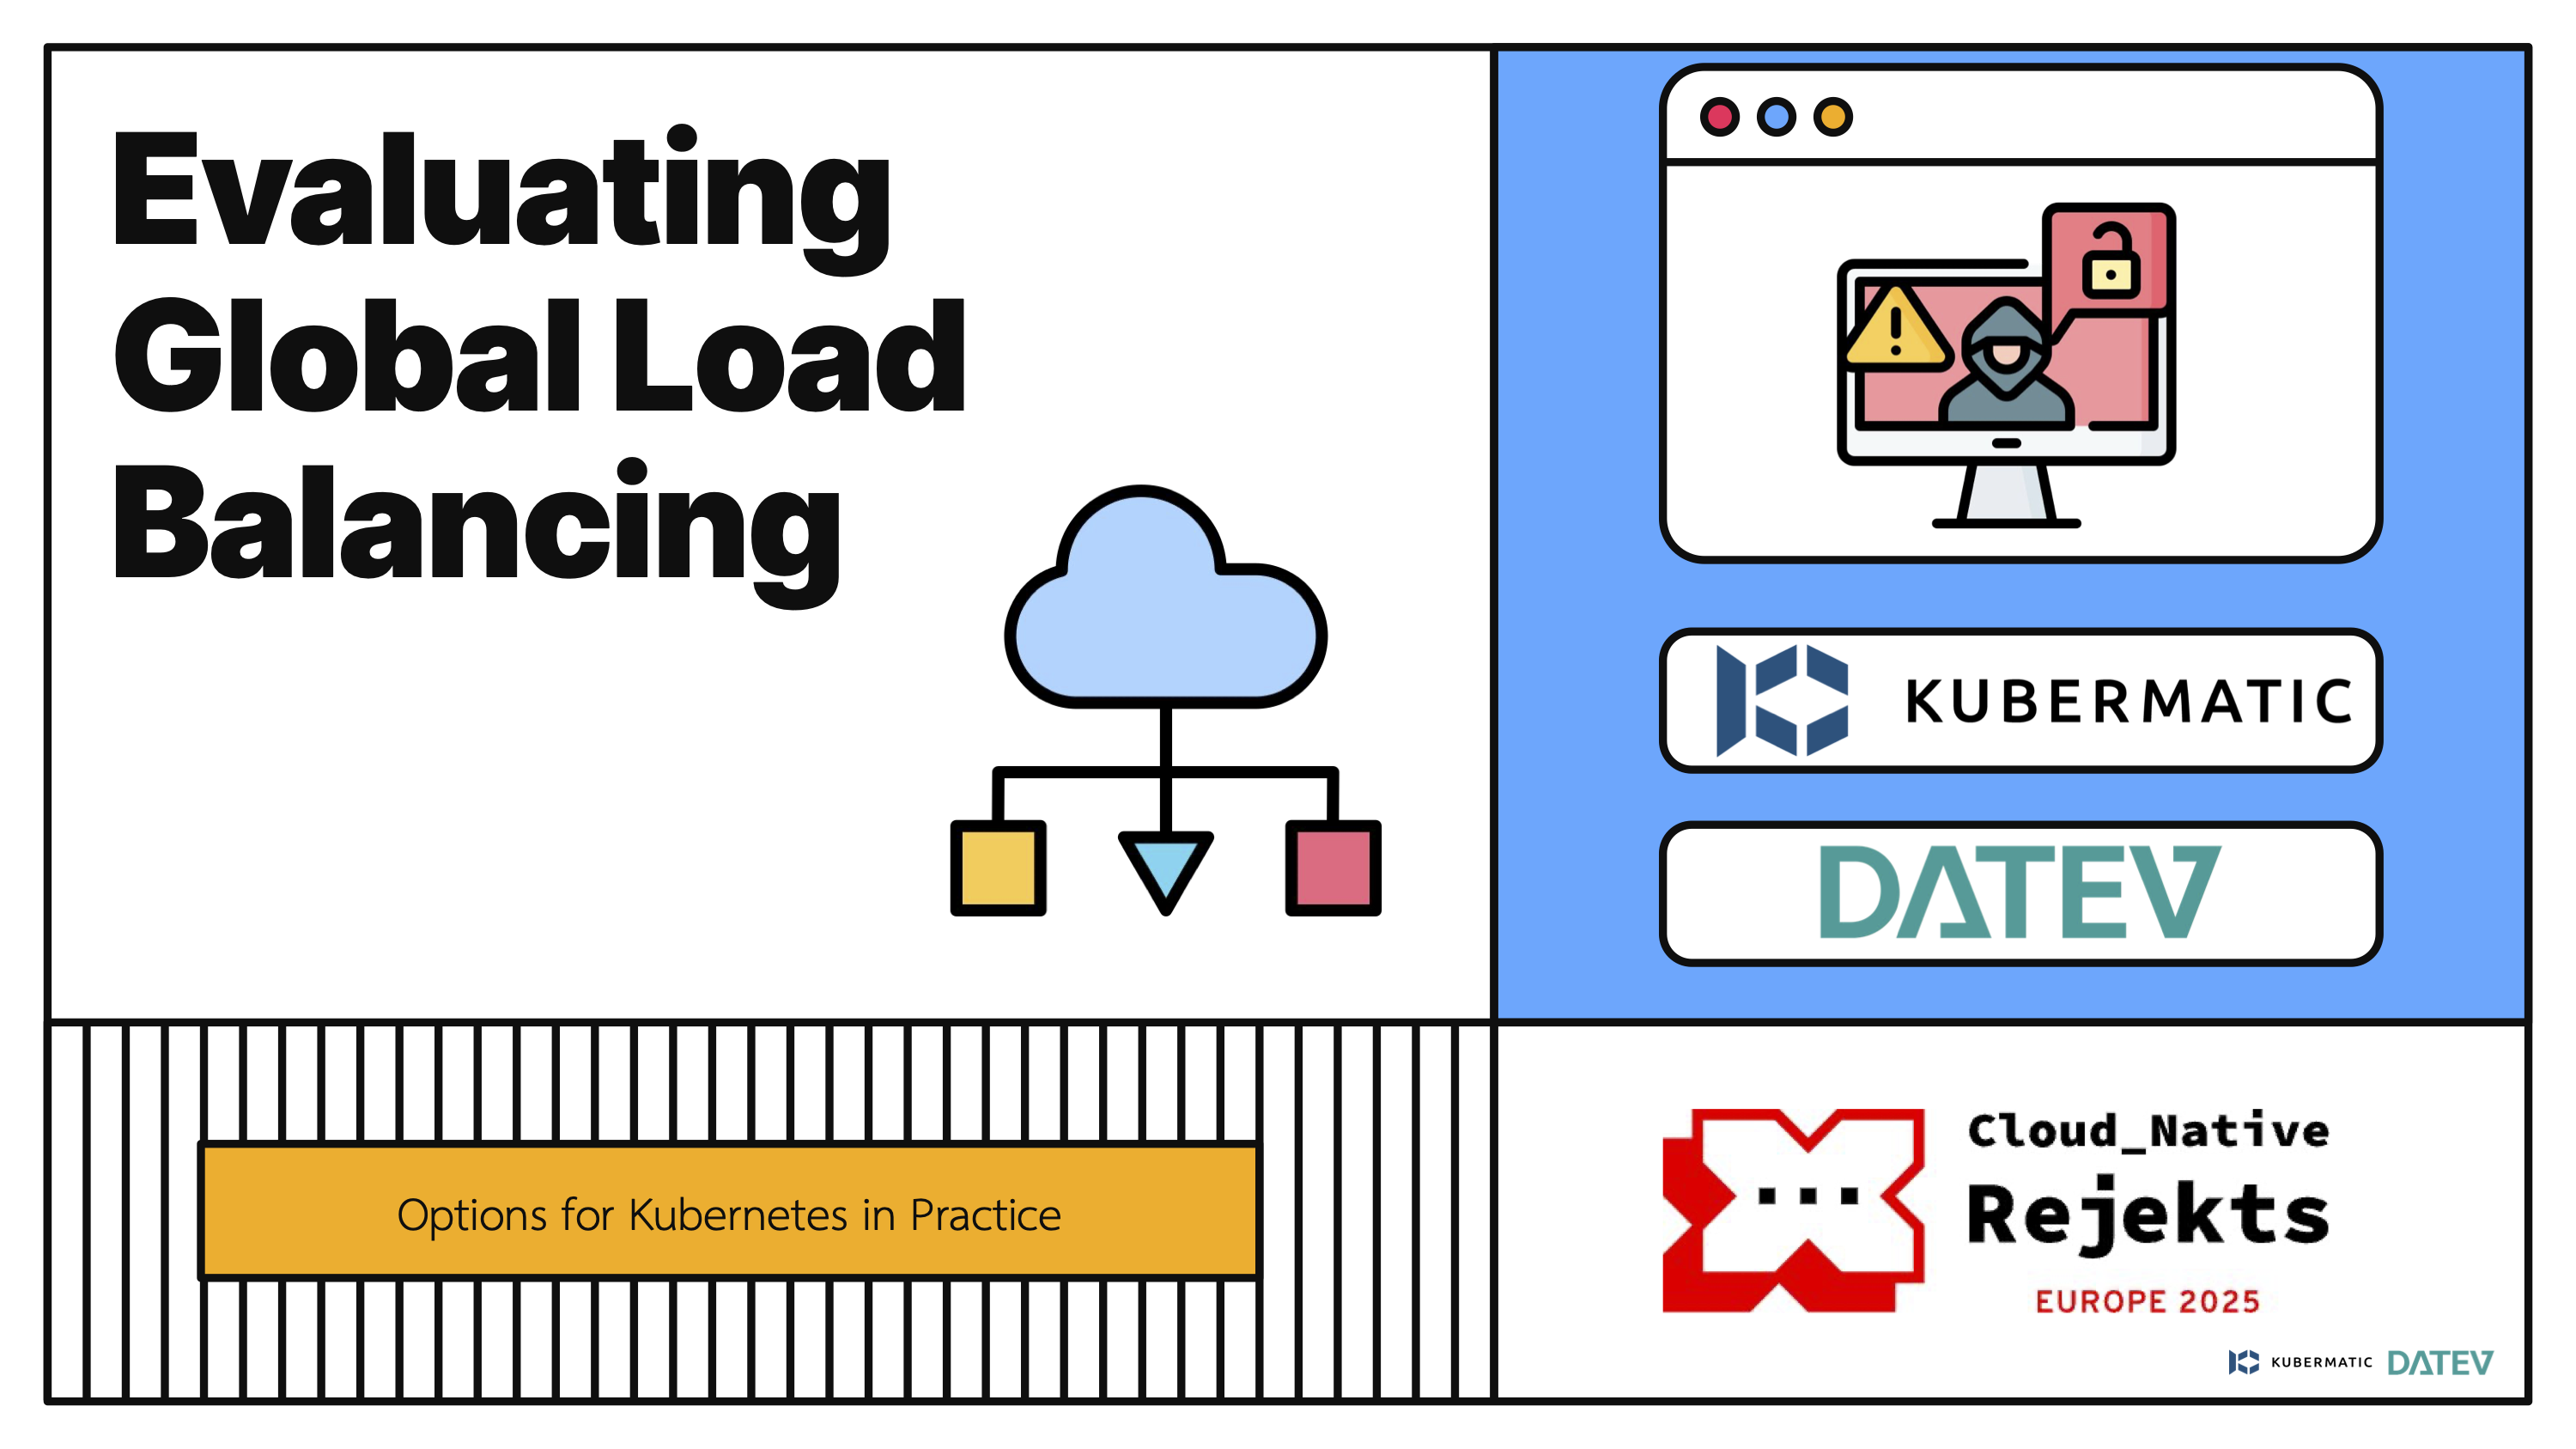 Evaluating
Global Load
Balancing
KUBERMATIC
DATEV
Options for Kubernetes in Practice
Cloud_Native
Rejekts
EUROPE 2025
KUBERMATIC DATEV